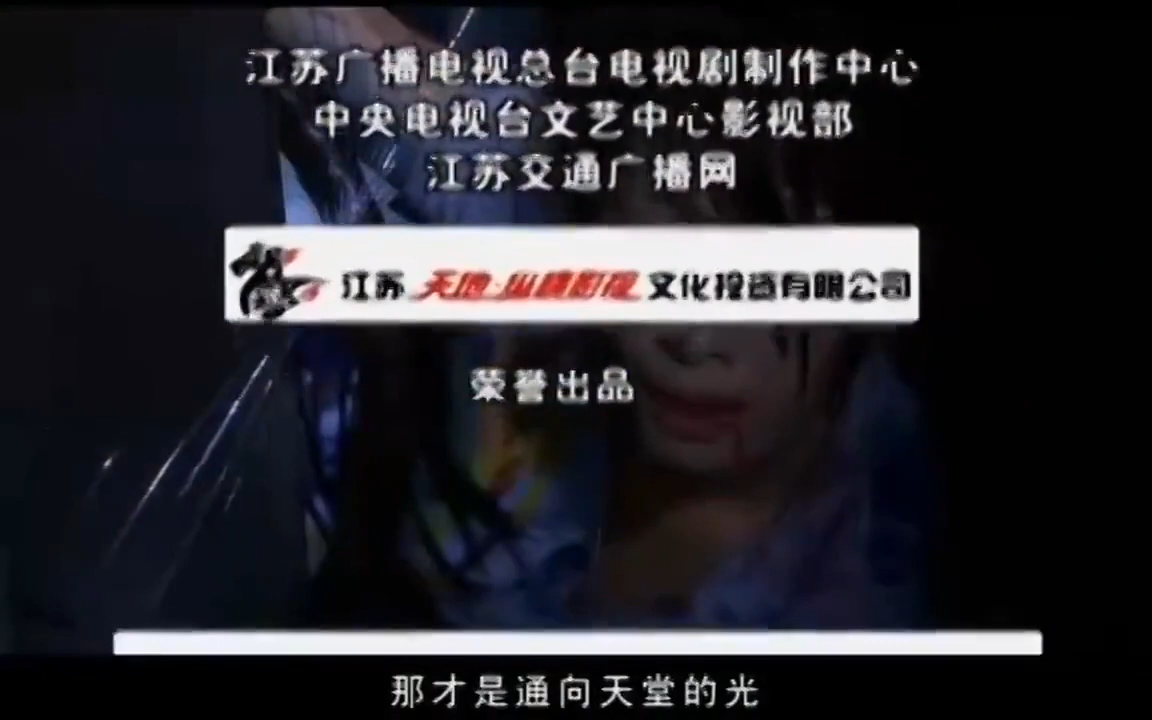 江苏广播电视总台电视剧制作中心
中央电视台文艺中心影视部
江苏交通广播网
江苏 天地·纵横影视 文化投资有限公司
荣誉出品
那才是通向天堂的光